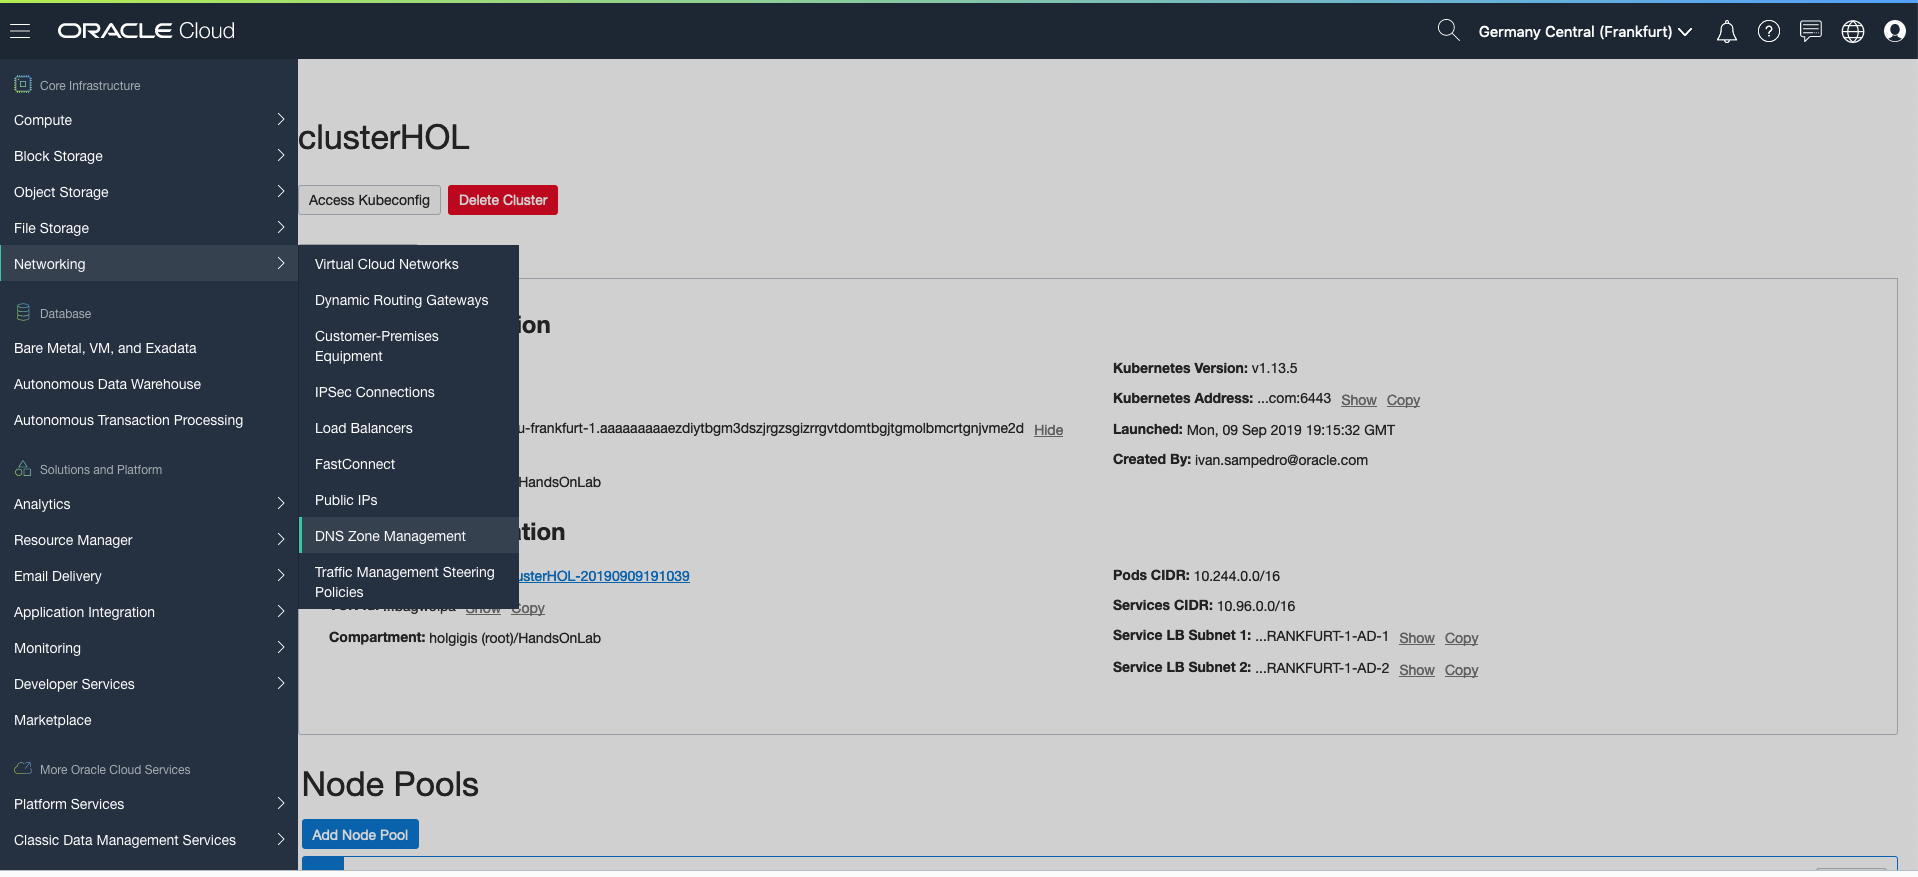 ORACLE Cloud
Germany Central (Frankfurt)
Core Infrastructure
Compute
Block Storage
Object Storage
File Storage
Networking
Database
Bare Metal, VM, and Exadata
Autonomous Data Warehouse
Autonomous Transaction Processing
Solutions and Platform
Analytics
Resource Manager
Email Delivery
Application Integration
Monitoring
Developer Services
Marketplace
More Oracle Cloud Services
Platform Services
Classic Data Management Services
Virtual Cloud Networks
Dynamic Routing Gateways
Customer-Premises
Equipment
IPSec Connections
Load Balancers
FastConnect
Public IPs
DNS Zone Management
Traffic Management Steering
Policies
clusterHOL
Access Kubeconfig Delete Cluster
ion
u-frankfurt-1.aaaaaaaaaezdiytbgm3dszjrgzsgizrrgvtdomtbgjtgmolbmcrtgnjvme2d Hide
HandsOnLab
Kubernetes Version: v1.13.5
Kubernetes Address: ...com:6443 Show Copy
Launched: Mon, 09 Sep 2019 19:15:32 GMT
Created By: ivan.sampedro@oracle.com
tion
usterHOL-20190909191039
Show Copy
Compartment: holgigis (root)/HandsOnLab
Pods CIDR: 10.244.0.0/16
Services CIDR: 10.96.0.0/16
Service LB Subnet 1: ...RANKFURT-1-AD-1 Show Copy
Service LB Subnet 2: ...RANKFURT-1-AD-2 Show Copy
Node Pools
Add Node Pool